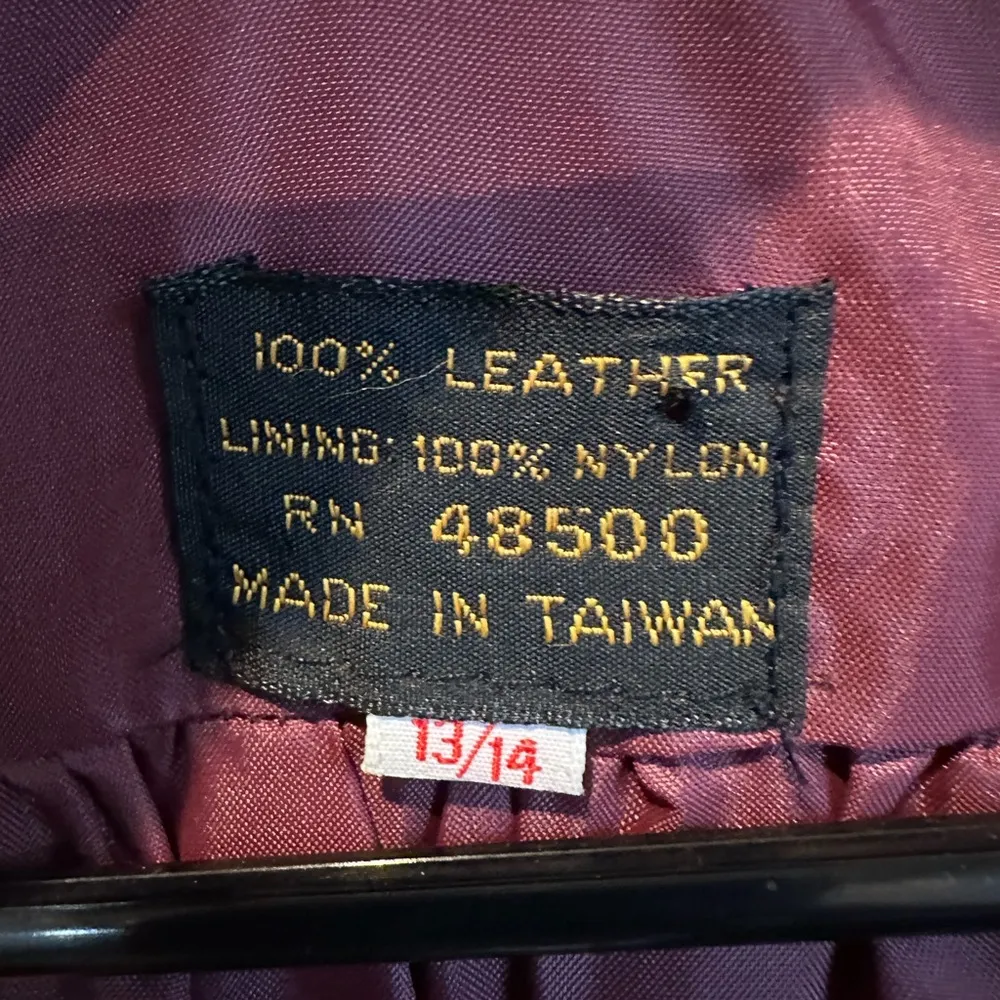 100% LEATHER
LINING: 100% NYLON
RN 48500
MADE IN TAIWAN
13/14